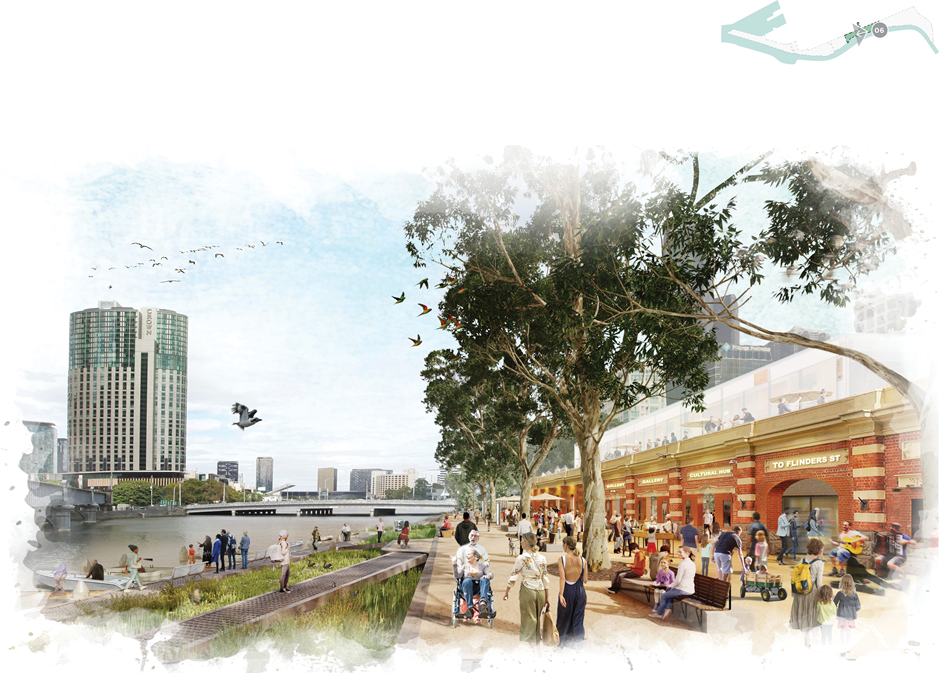 06
CROWN
GALLERY
GALLERY
CULTURAL HUB
TO FLINDERS ST